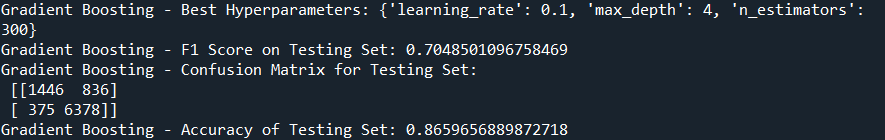 Gradient Boosting - Best Hyperparameters: {'learning_rate': 0.1, 'max_depth': 4, 'n_estimators':
300}
Gradient Boosting - F1 Score on Testing Set: 0.7048501096758469
Gradient Boosting - Confusion Matrix for Testing Set:
[[1446  836]
[ 375 6378]]
Gradient Boosting - Accuracy of Testing Set: 0.8659656889872718